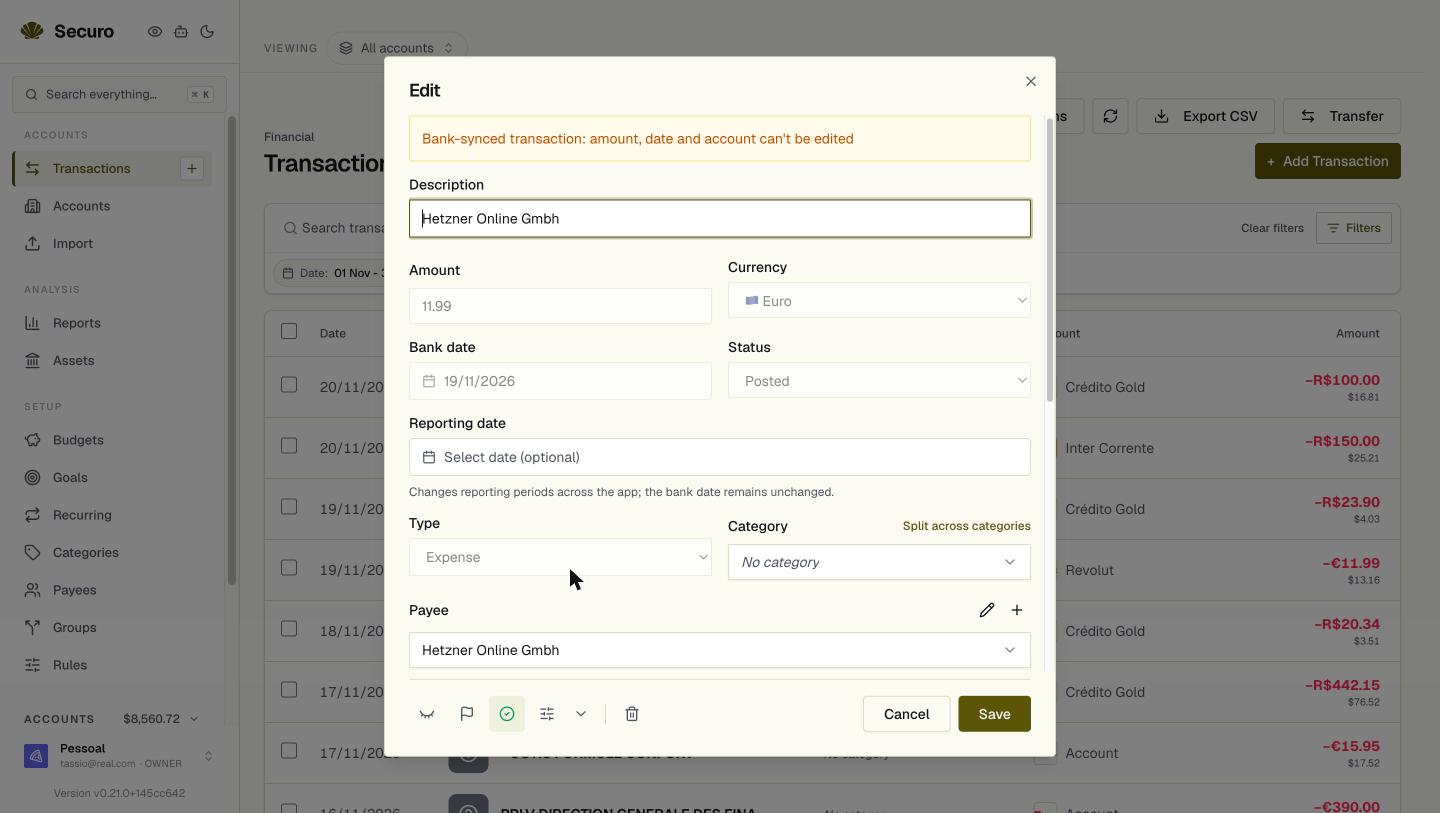 Securo
Search everything...
⌘ K
ACCOUNTS
Transactions
Accounts
Import
ANALYSIS
Reports
Assets
SETUP
Budgets
Goals
Recurring
Categories
Payees
Groups
Rules
ACCOUNTS $8,560.72
Pessoal
tassio@real.com · OWNER
Version v0.21.0+145cc642
VIEWING All accounts
Export CSV
Transfer
Financial
+ Add Transaction
Clear filters
Filters
Date: 01 Nov -
Date
Amount
20/11/20
Crédito Gold
−R$100.00
$16.81
20/11/20
Inter Corrente
−R$150.00
$25.21
19/11/20
Crédito Gold
−R$23.90
$4.03
19/11/20
Revolut
−€11.99
$13.16
18/11/20
Crédito Gold
−R$20.34
$3.51
17/11/20
Crédito Gold
−R$442.15
$76.52
17/11/2026
Account
−€15.95
$17.52
−€390.00
Edit
Bank-synced transaction: amount, date and account can't be edited
Description
Hetzner Online Gmbh
Amount
11.99
Currency
Euro
Bank date
19/11/2026
Status
Posted
Reporting date
Select date (optional)
Changes reporting periods across the app; the bank date remains unchanged.
Type
Expense
Category
Split across categories
No category
Payee
Hetzner Online Gmbh
Cancel
Save